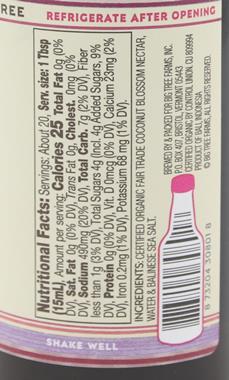 REE
REFRIGERATE AFTER OPENING
Nutritional Facts: Servings: About 20, Serv. size: 1 Tbsp
(15mL), Amount per serving: Calories 25 Total Fat 0g (0%
DV), Sat. Fat 0g (0% DV), Trans Fat 0g, Cholest. 0mg (0%
DV), Sodium
(20% DV), Total Carb.
(2% DV), Fiber
less than 1g (3% DV), Total Sugars 4g (Incl. 4g Added Sugars, 9%
DV), Protein 0g (0% DV), Vit. D 0mcg (0% DV), Calcium 23mg (2%
DV), Iron 0.2mg (1% DV), Potassium 68 mg (1% DV).
INGREDIENTS: CERTIFIED ORGANIC FAIR TRADE COCONUT BLOSSOM NECTAR,
WATER & BALINESE SEA SALT.
BREWED & PACKED FOR BIG TREE FARMS, INC.
P.O. BOX 407, BRISTOL, VERMONT 05443
CERTIFIED ORGANIC BY CONTROL UNION, CU 809994
PRODUCT OF BALI, INDONESIA.
© BIG TREE FARMS, ALL RIGHTS RESERVED.
8 73204 30801 8
SHAKE WELL